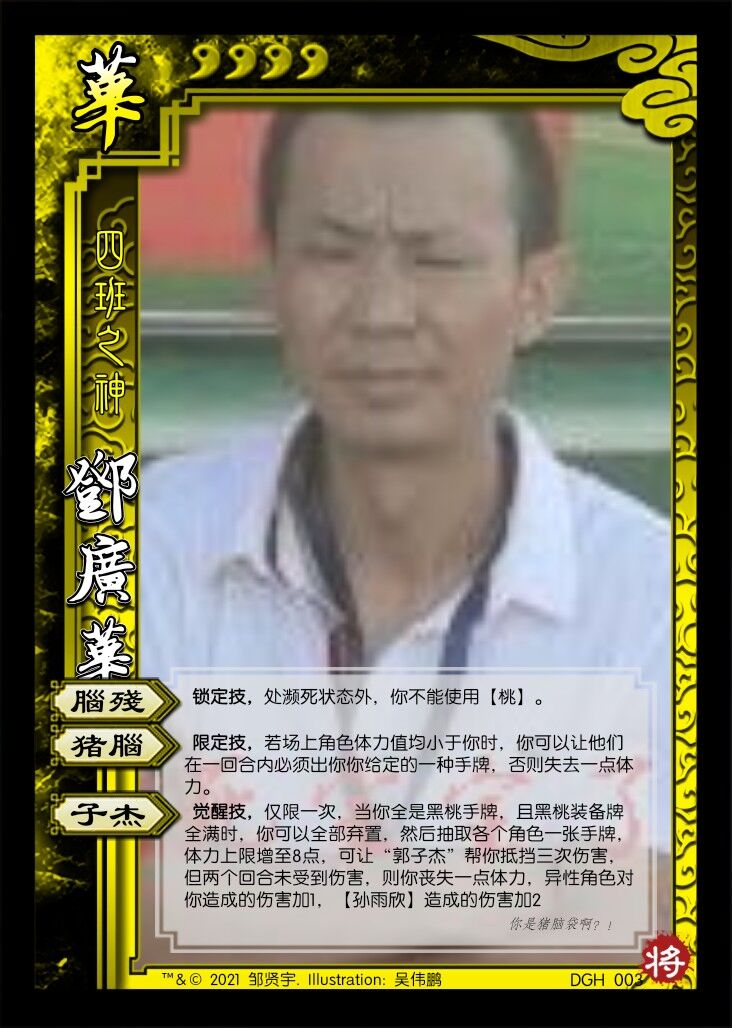 華
四班之神
鄧廣華
腦殘
锁定技，处濒死状态外，你不能使用【桃】。
猪腦
限定技，若场上角色体力值均小于你时，你可以让他们
在一回合内必须出你你给定的一种手牌，否则失去一点体
力。
子杰
觉醒技，仅限一次，当你全是黑桃手牌，且黑桃装备牌
全满时，你可以全部弃置，然后抽取各个角色一张手牌，
体力上限增至8点，可让“郭子杰”帮你抵挡三次伤害，
但两个回合未受到伤害，则你丧失一点体力，异性角色对
你造成的伤害加1，【孙雨欣】造成的伤害加2
你是猪脑袋啊？！
™&© 2021 邹贤宇. Illustration: 吴伟鹏
DGH 003
将